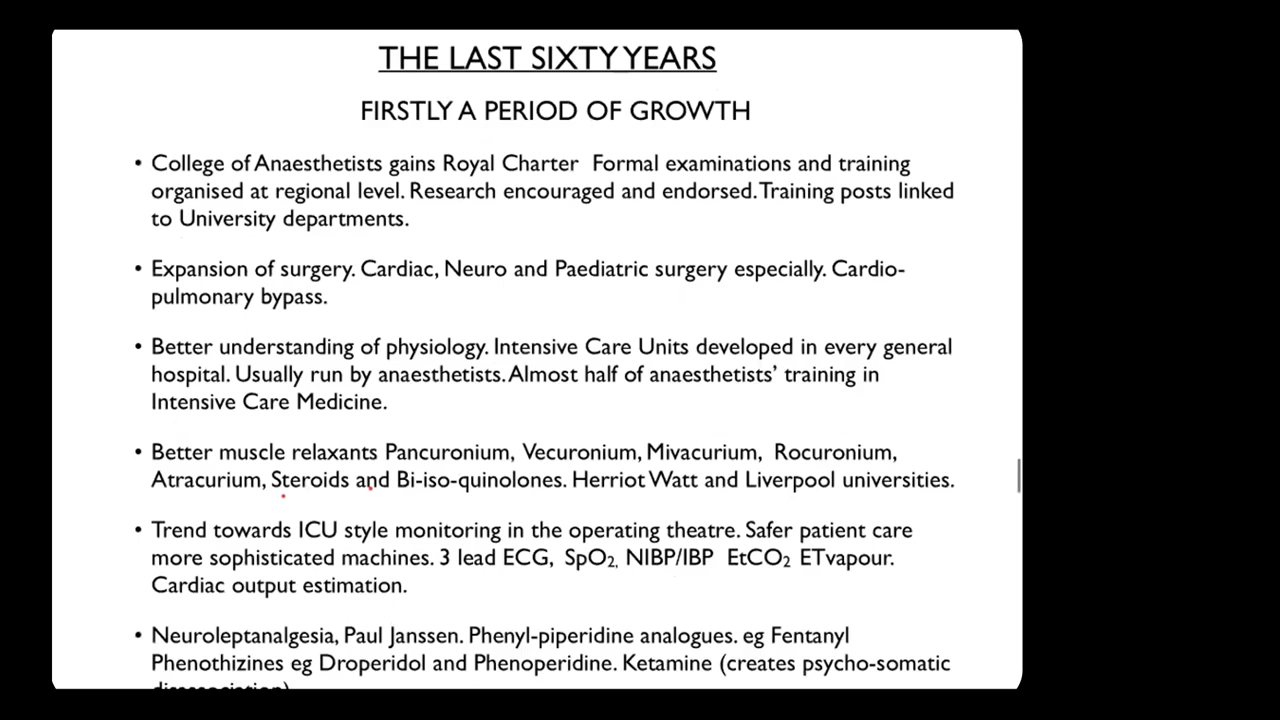 THE LAST SIXTY YEARS
FIRSTLY A PERIOD OF GROWTH
• College of Anaesthetists gains Royal Charter  Formal examinations and training
organised at regional level. Research encouraged and endorsed. Training posts linked
to University departments.
• Expansion of surgery. Cardiac, Neuro and Paediatric surgery especially. Cardio-
pulmonary bypass.
• Better understanding of physiology. Intensive Care Units developed in every general
hospital. Usually run by anaesthetists. Almost half of anaesthetists’ training in
Intensive Care Medicine.
• Better muscle relaxants Pancuronium, Vecuronium, Mivacurium,  Rocuronium,
Atracurium, Steroids and Bi-iso-quinolones. Herriot Watt and Liverpool universities.
• Trend towards ICU style monitoring in the operating theatre. Safer patient care
more sophisticated machines. 3 lead ECG,  SpO₂, NIBP/IBP  EtCO₂ ETvapour.
Cardiac output estimation.
• Neuroleptanalgesia, Paul Janssen. Phenyl-piperidine analogues. eg Fentanyl
Phenothizines eg Droperidol and Phenoperidine. Ketamine (creates psycho-somatic